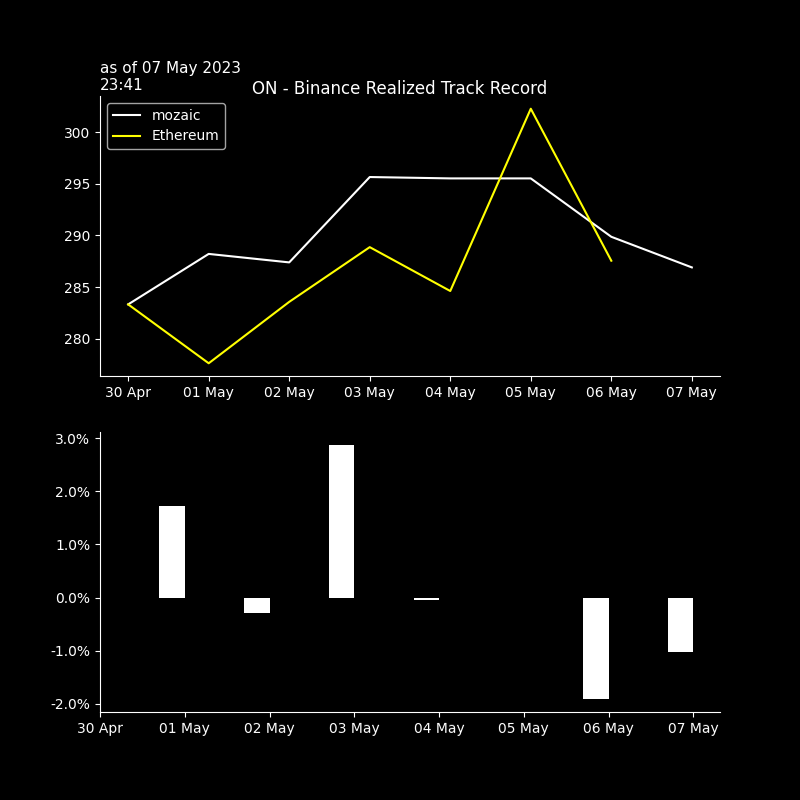 as of 07 May 2023
23:41
ON - Binance Realized Track Record
mozaic
Ethereum
300
295
290
285
280
30 Apr 01 May 02 May 03 May 04 May 05 May 06 May 07 May
3.0%
2.0%
1.0%
0.0%
-1.0%
-2.0%
30 Apr 01 May 02 May 03 May 04 May 05 May 06 May 07 May